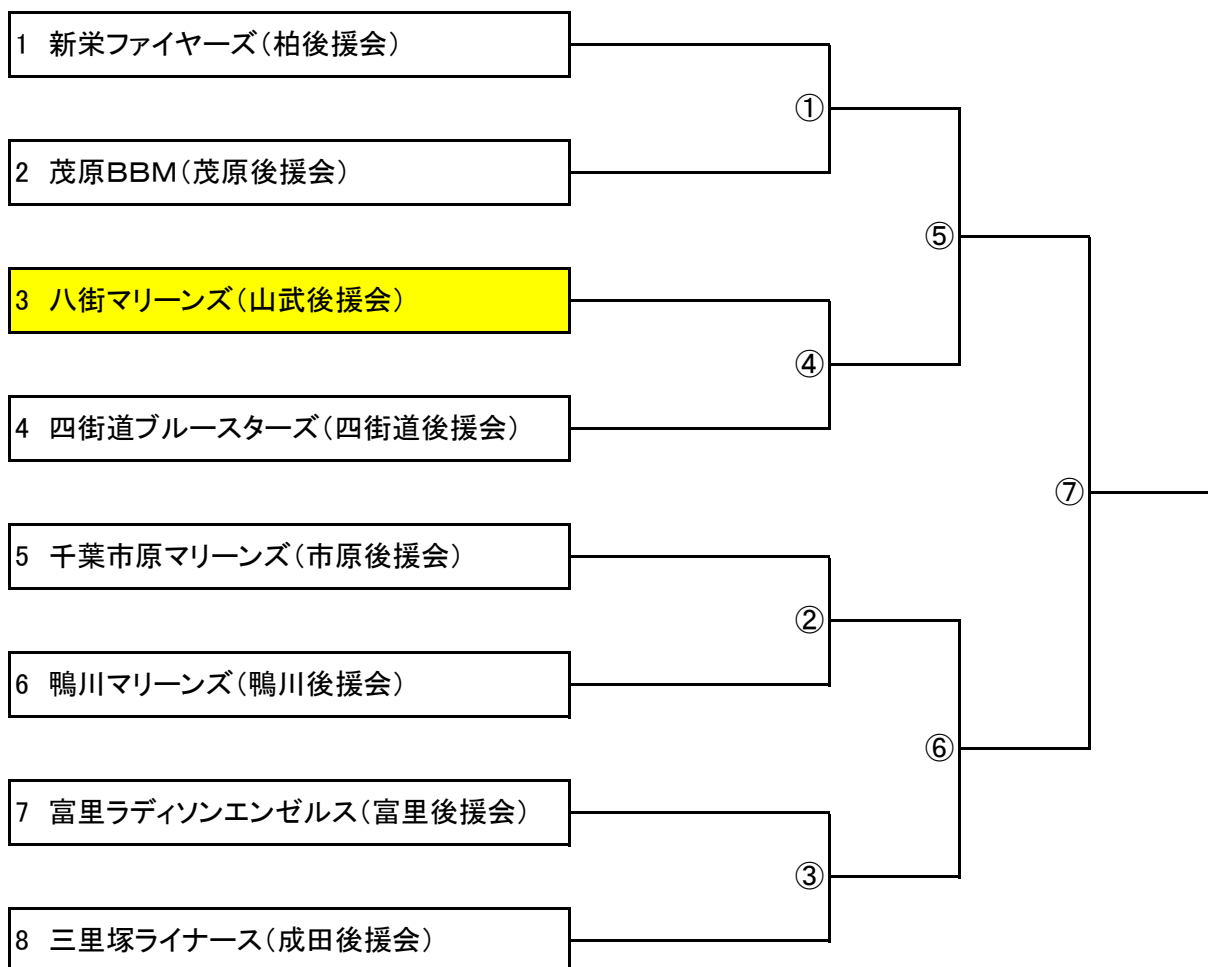 1 新栄ファイヤーズ（柏後援会）
①
2 茂原BBM（茂原後援会）
⑤
3 八街マリーンズ（山武後援会）
④
4 四街道ブルースターズ（四街道後援会）
⑦
5 千葉市原マリーンズ（市原後援会）
②
6 鴨川マリーンズ（鴨川後援会）
⑥
7 富里ラディソンエンゼルス（富里後援会）
③
8 三里塚ライナース（成田後援会）